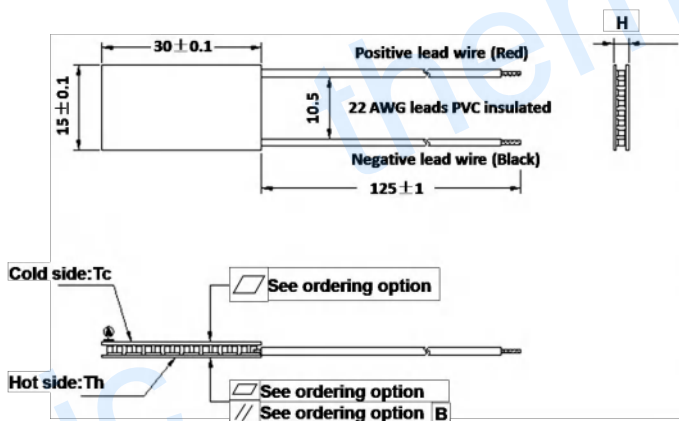 H
30±0.1
Positive lead wire (Red)
15±0.1
10.5
22 AWG leads PVC insulated
Negative lead wire (Black)
125±1
Cold side:Tc
See ordering option
Hot side:Th
See ordering option
// See ordering option B